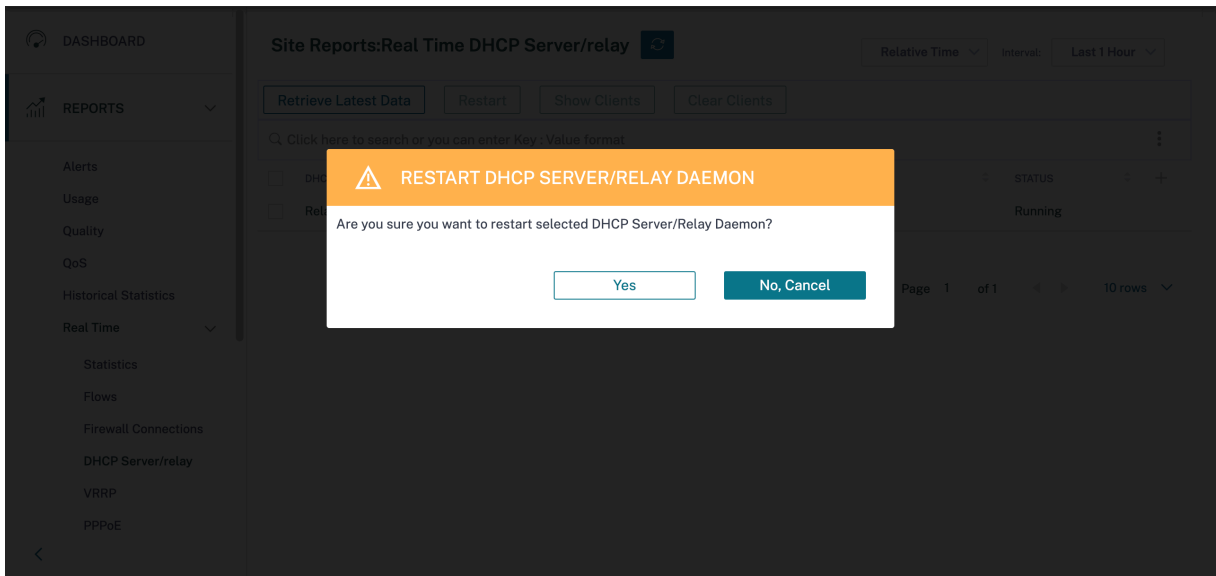 DASHBOARD
Site Reports:Real Time DHCP Server/relay
Relative Time
Interval:
Last 1 Hour
REPORTS
Retrieve Latest Data
Restart
Show Clients
Clear Clients
Click here to search or you can enter Key : Value format
Alerts
Usage
Quality
QoS
Historical Statistics
Real Time
Statistics
Flows
Firewall Connections
DHCP Server/relay
VRRP
PPPoE
STATUS
Running
RESTART DHCP SERVER/RELAY DAEMON
Are you sure you want to restart selected DHCP Server/Relay Daemon?
Yes
No, Cancel
Page 1 of 1
10 rows